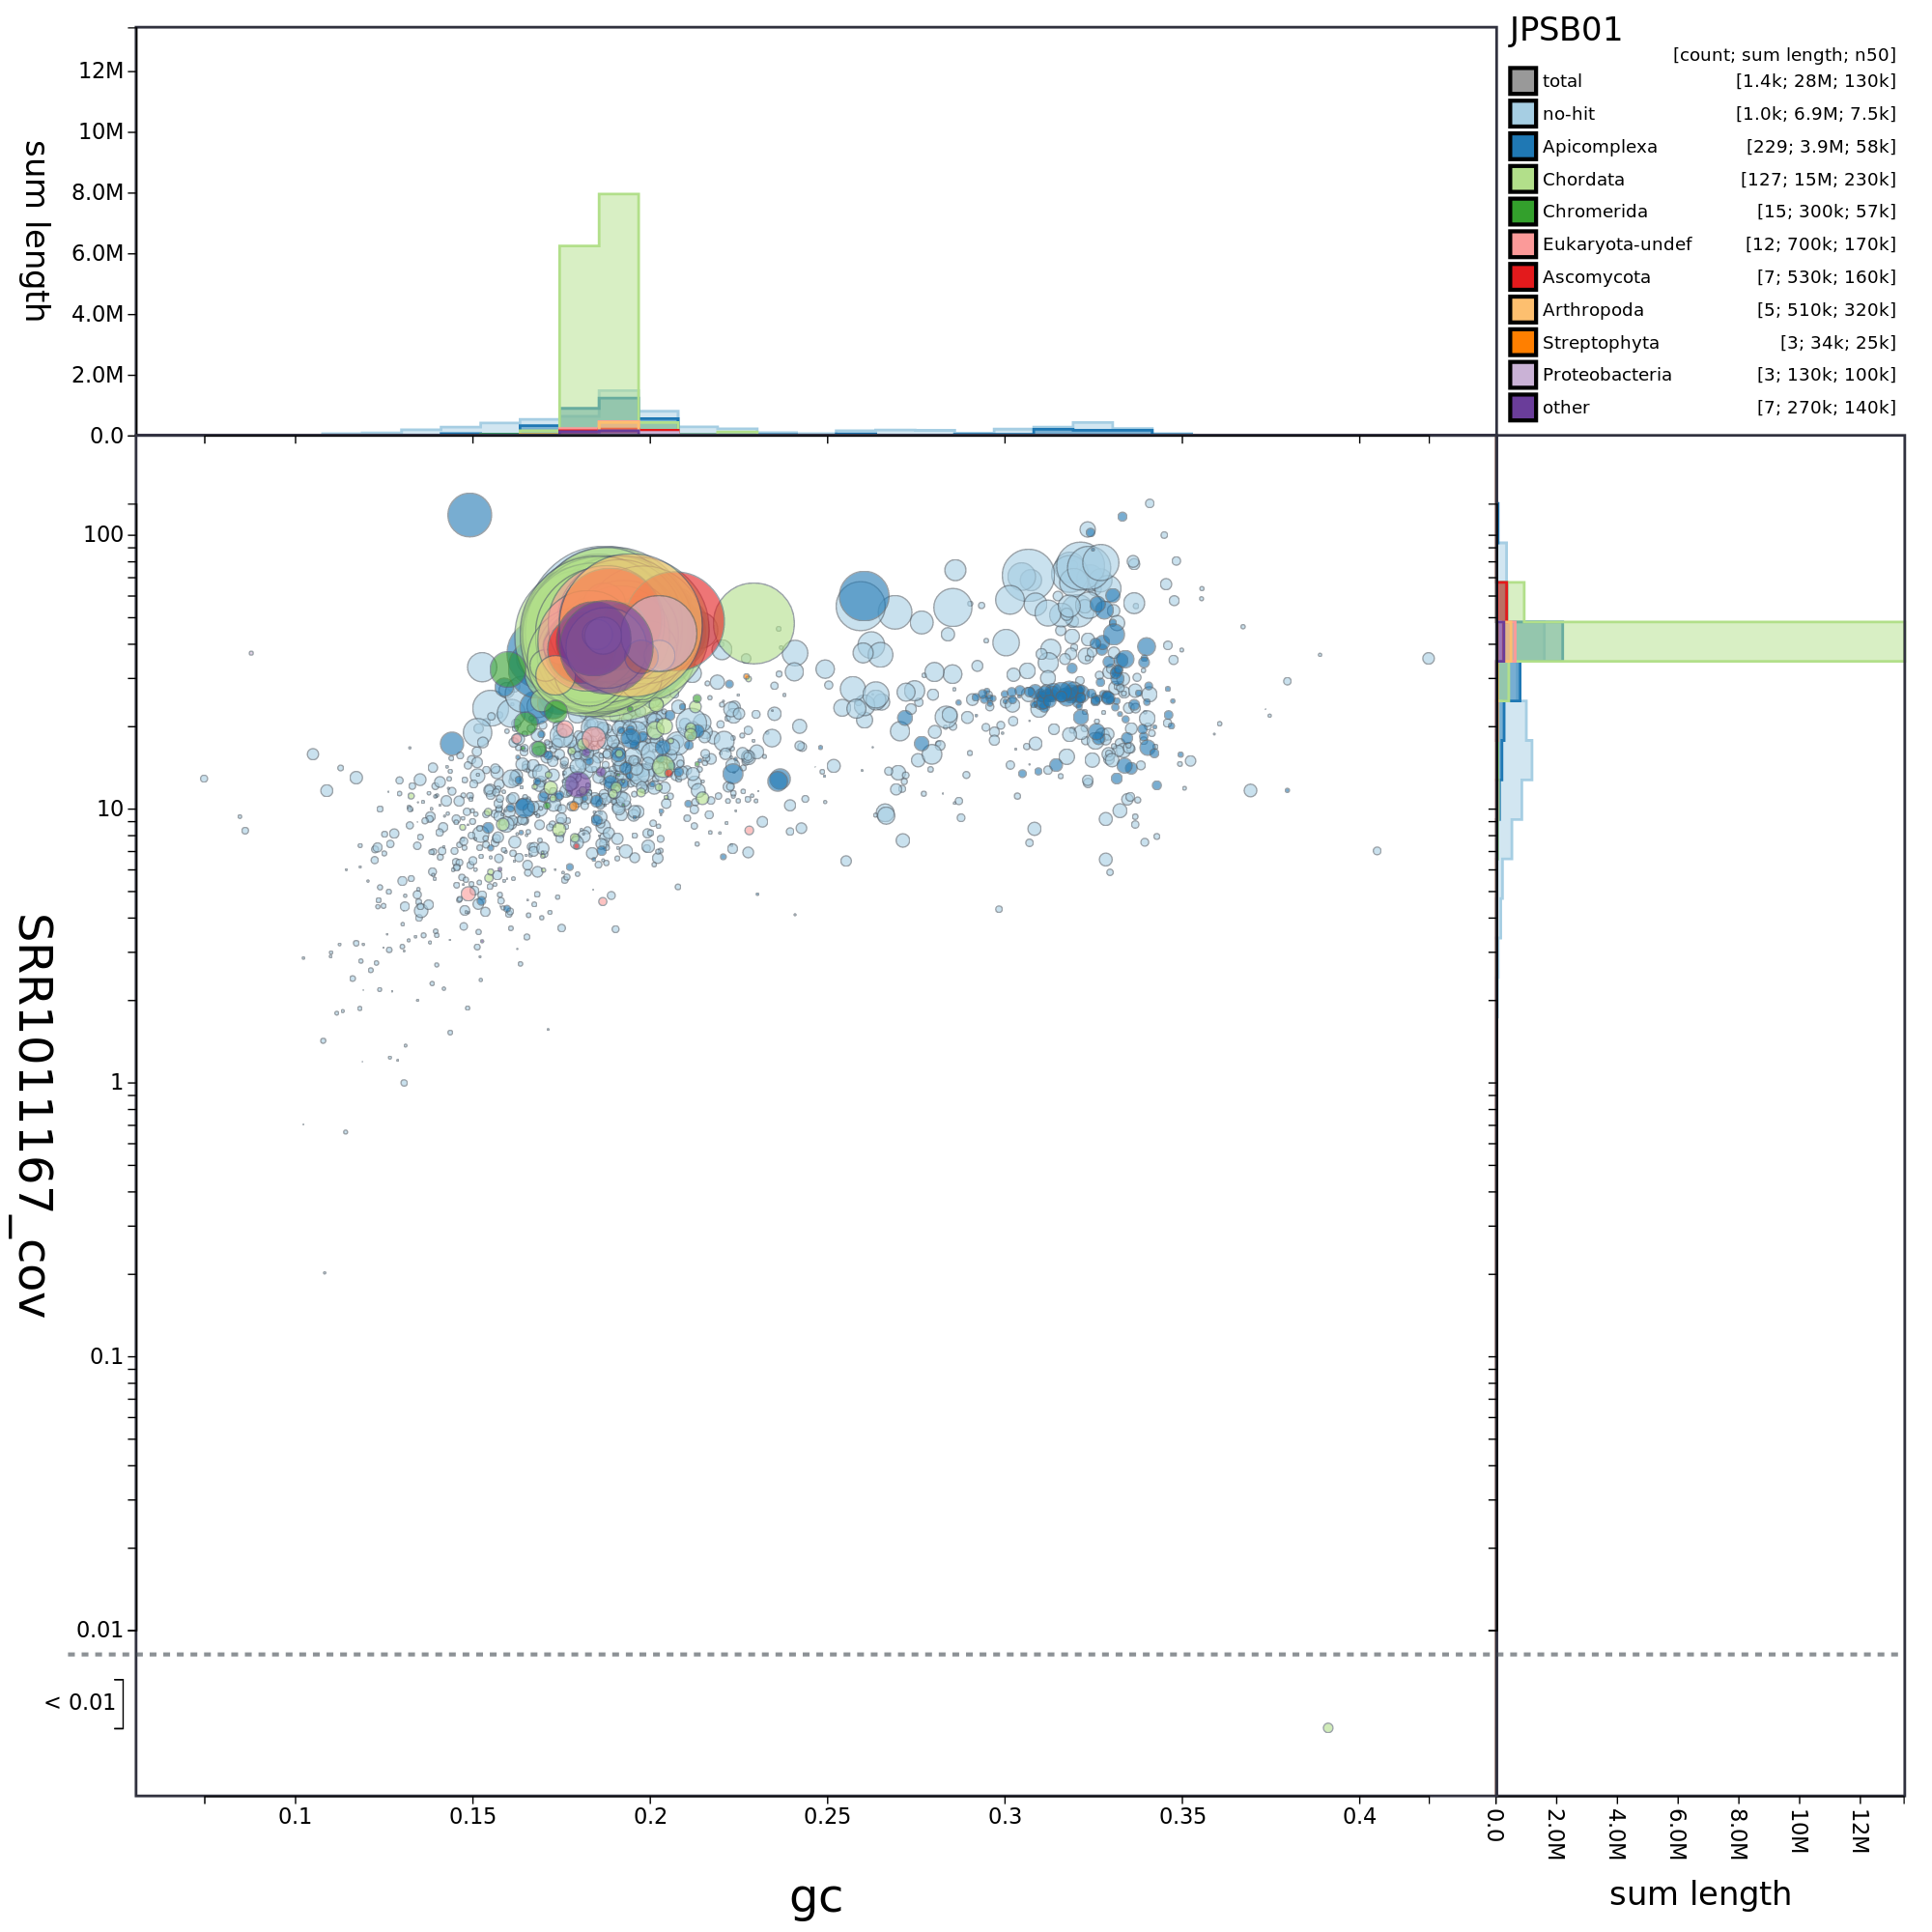 JPSB01
[count; sum length; n50]
total [1.4k; 28M; 130k]
no-hit [1.0k; 6.9M; 7.5k]
Apicomplexa [229; 3.9M; 58k]
Chordata [127; 15M; 230k]
Chromerida [15; 300k; 57k]
Eukaryota-undef [12; 700k; 170k]
Ascomycota [7; 530k; 160k]
Arthropoda [5; 510k; 320k]
Streptophyta [3; 34k; 25k]
Proteobacteria [3; 130k; 100k]
other [7; 270k; 140k]
sum length
12M
10M
8.0M
6.0M
4.0M
2.0M
0.0
SRR1011167_cov
100
10
1
0.1
0.01
< 0.01
0.1 0.15 0.2 0.25 0.3 0.35 0.4
gc
0.0 2.0M 4.0M 6.0M 8.0M 10M 12M
sum length